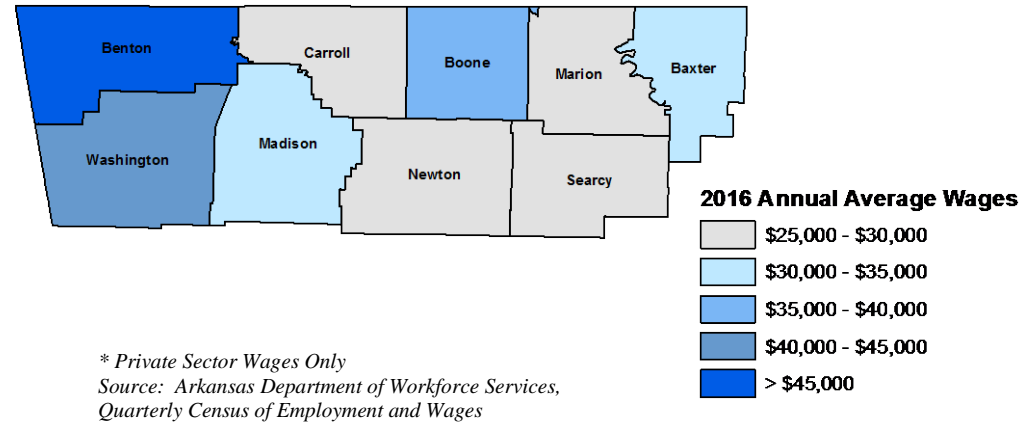 Benton
Carroll
Boone
Marion
Baxter
Washington
Madison
Newton
Searcy
2016 Annual Average Wages
$25,000 - $30,000
$30,000 - $35,000
$35,000 - $40,000
$40,000 - $45,000
> $45,000
* Private Sector Wages Only
Source:  Arkansas Department of Workforce Services,
Quarterly Census of Employment and Wages